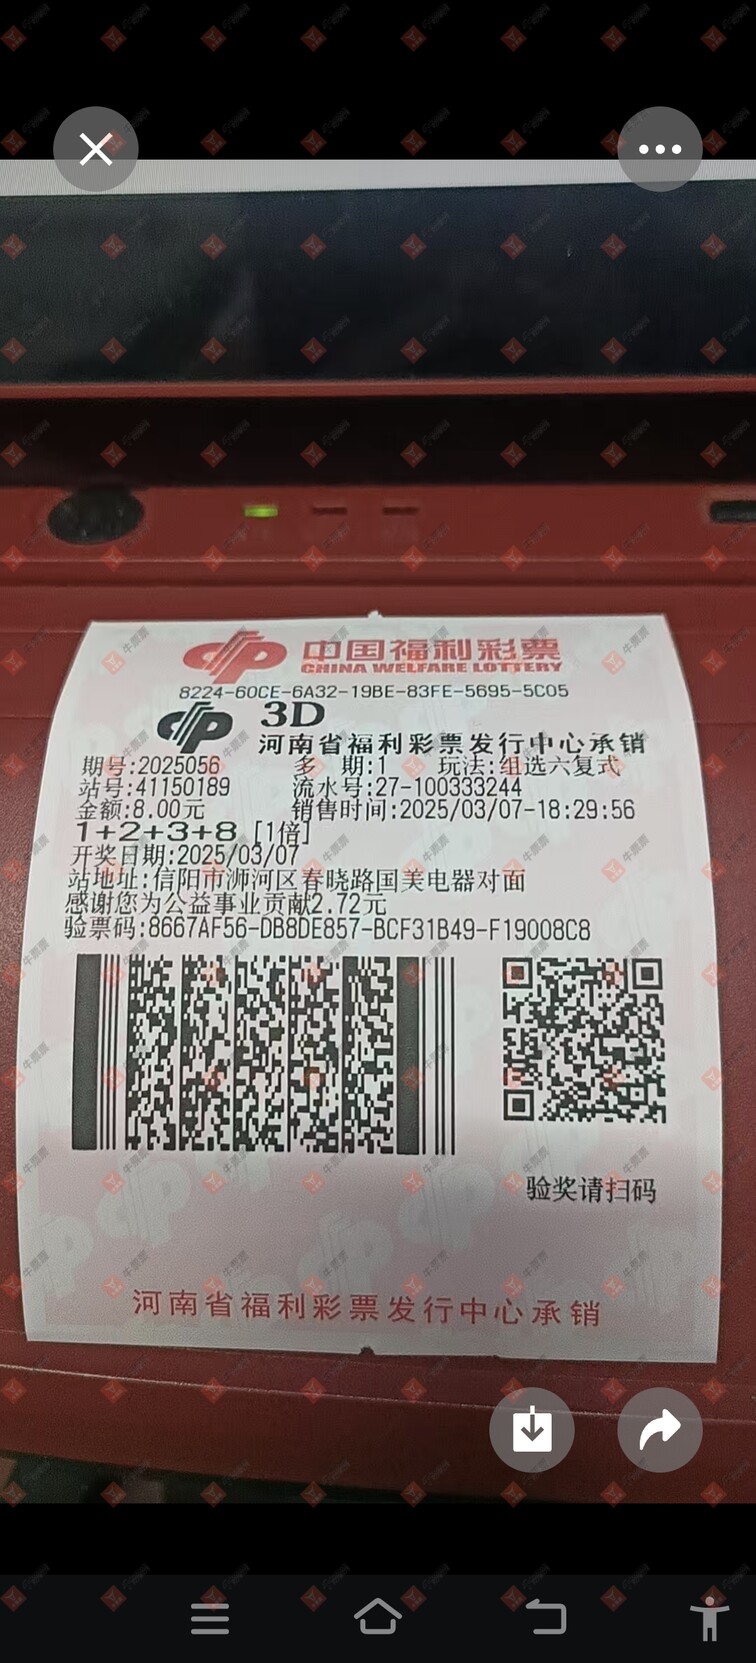 中国福利彩票
CHINA WELFARE LOTTERY
8224-60CE-6A32-19BE-83FE-5695-5C05
3D
河南省福利彩票发行中心承销
期号:2025056 多 期:1 玩法:组选六复式
站号:41150189 流水号:27-100333244
金额:8.00元 销售时间:2025/03/07-18:29:56
1+2+3+8 [1倍]
开奖日期:2025/03/07
站地址:信阳市浉河区春晓路国美电器对面
感谢您为公益事业贡献2.72元
验票码:8667AF56-DB8DE857-BCF31B49-F19008C8
验奖请扫码
河南省福利彩票发行中心承销